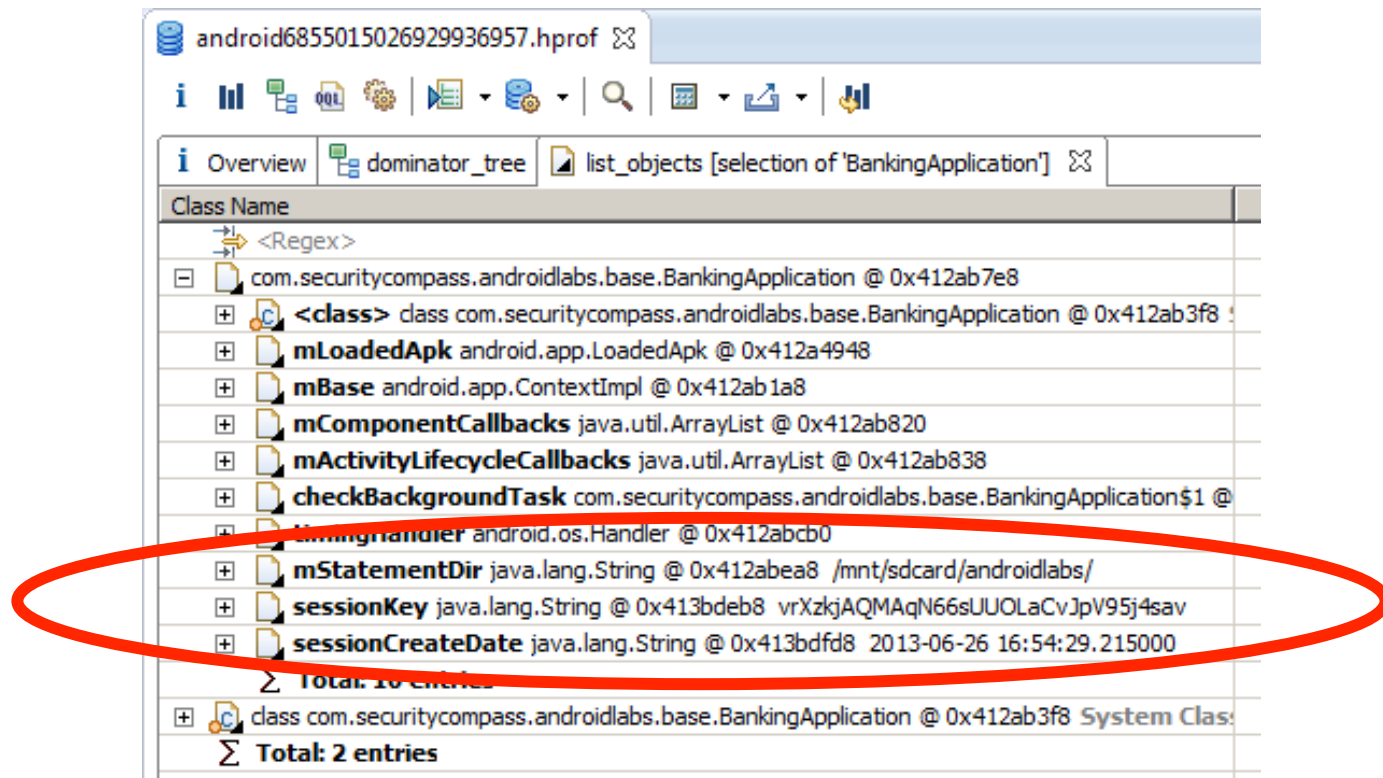 android6855015026929936957.hprof
i OQL
i Overview dominator_tree list_objects [selection of 'BankingApplication']
Class Name
<Regex>
com.securitycompass.androidlabs.base.BankingApplication @ 0x412ab7e8
<class> class com.securitycompass.androidlabs.base.BankingApplication @ 0x412ab3f8
mLoadedApk android.app.LoadedApk @ 0x412a4948
mBase android.app.ContextImpl @ 0x412ab1a8
mComponentCallbacks java.util.ArrayList @ 0x412ab820
mActivityLifecycleCallbacks java.util.ArrayList @ 0x412ab838
checkBackgroundTask com.securitycompass.androidlabs.base.BankingApplication$1 @
timingHandler android.os.Handler @ 0x412abcb0
mStatementDir java.lang.String @ 0x412abea8 /mnt/sdcard/androidlabs/
sessionKey java.lang.String @ 0x413bdeb8 vrXzkjAQMAqN66sUUOLaCvJpV95j4sav
sessionCreateDate java.lang.String @ 0x413bdfd8 2013-06-26 16:54:29.215000
Σ Total: 10 entries
class com.securitycompass.androidlabs.base.BankingApplication @ 0x412ab3f8 System Clas
Σ Total: 2 entries